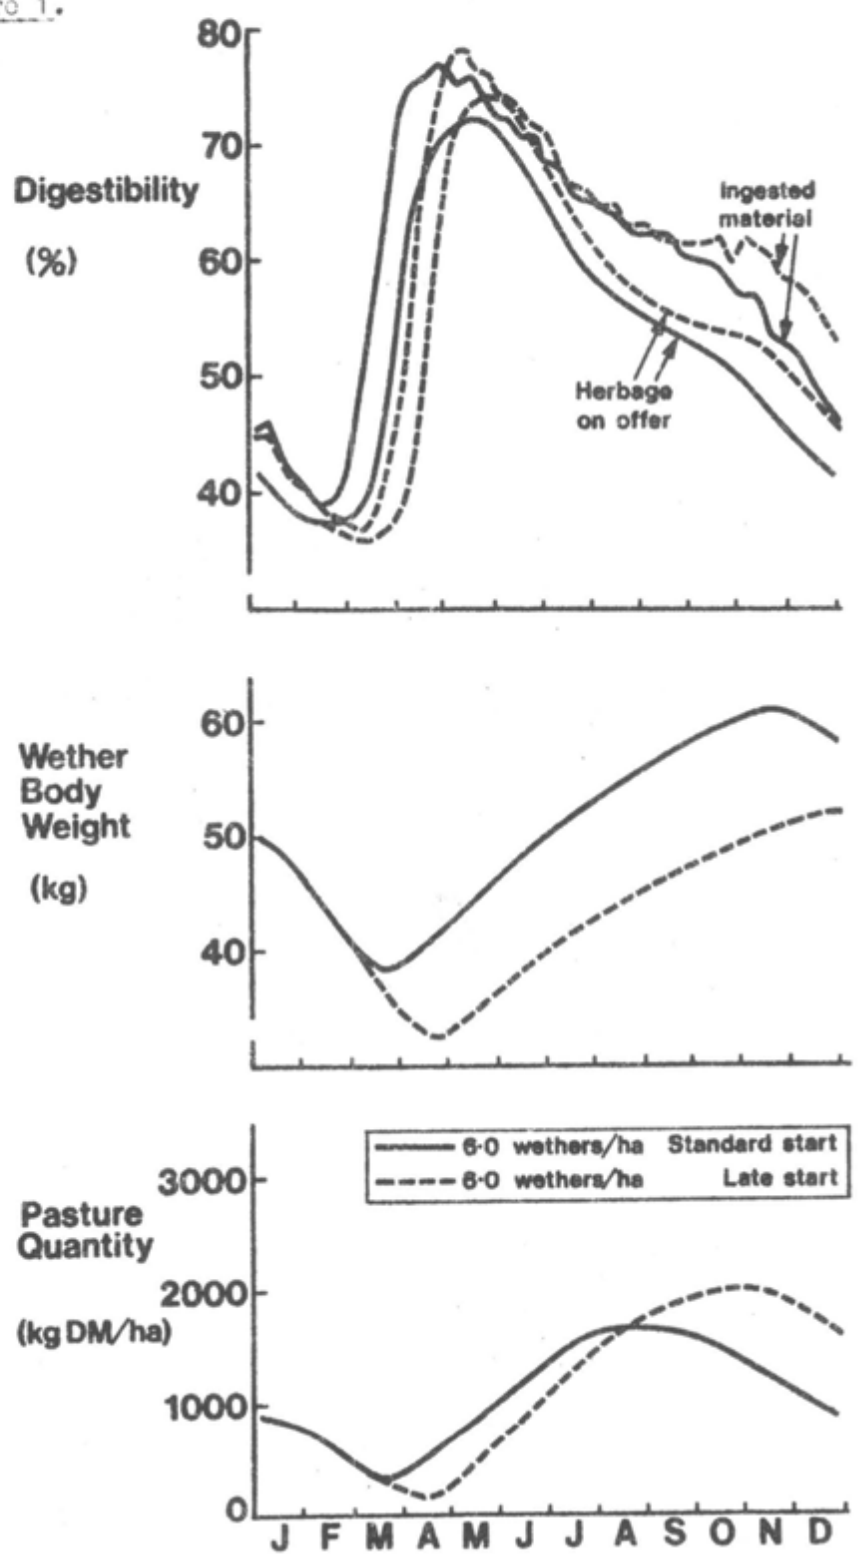 80
70
Digestibility
(%)
60
50
40
Ingested
material
Herbage
on offer
60
Wether
Body
Weight
50
(kg)
40
6·0 wethers/ha Standard start
6·0 wethers/ha Late start
3000
Pasture
Quantity
2000
(kg DM/ha)
1000
0
J F M A M J J A S O N D